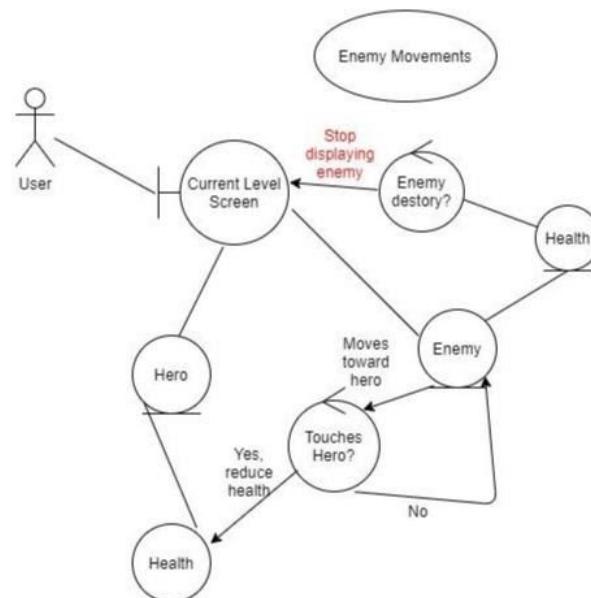 Enemy Movements
Stop
displaying
enemy
User
Current Level
Screen
Enemy
destory?
Health
Moves
toward
hero
Enemy
Hero
Touches
Hero?
Yes,
reduce
health
No
Health